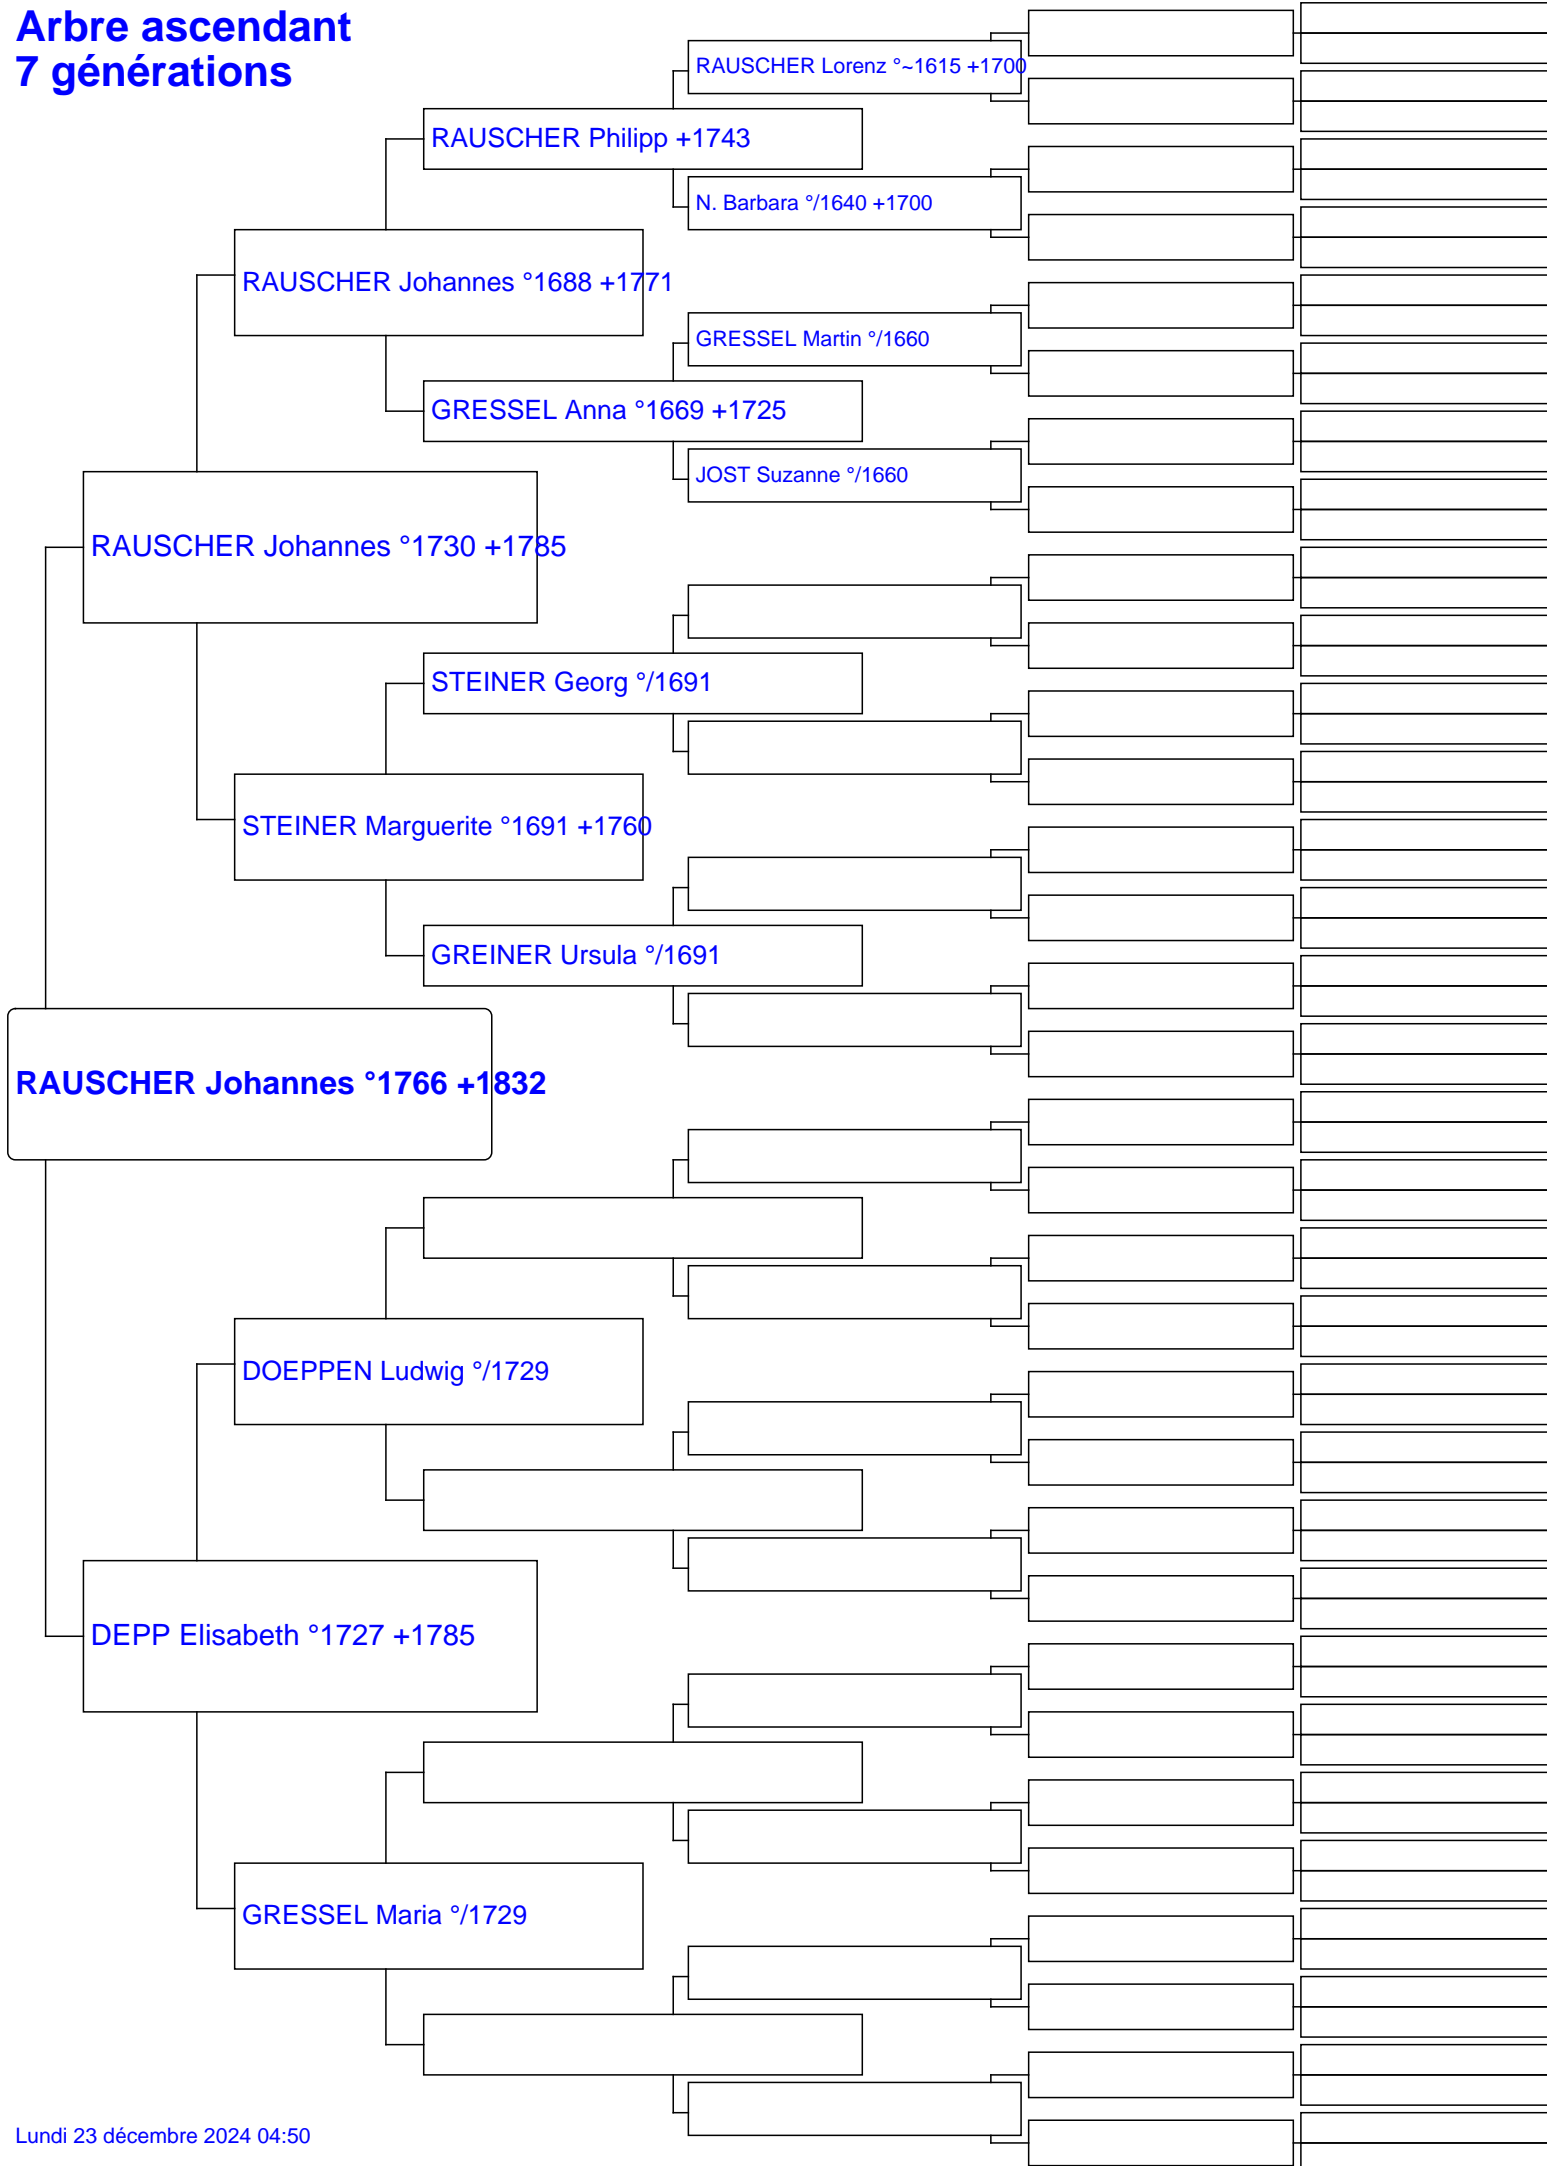 Arbre ascendant
7 générations
RAUSCHER Lorenz °~1615 +1700
RAUSCHER Philipp +1743
N. Barbara °/1640 +1700
RAUSCHER Johannes °1688 +1771
GRESSEL Martin °/1660
GRESSEL Anna °1669 +1725
JOST Suzanne °/1660
RAUSCHER Johannes °1730 +1785
STEINER Georg °/1691
STEINER Marguerite °1691 +1760
GREINER Ursula °/1691
RAUSCHER Johannes °1766 +1832
DOEPPEN Ludwig °/1729
DEPP Elisabeth °1727 +1785
GRESSEL Maria °/1729
Lundi 23 décembre 2024 04:50